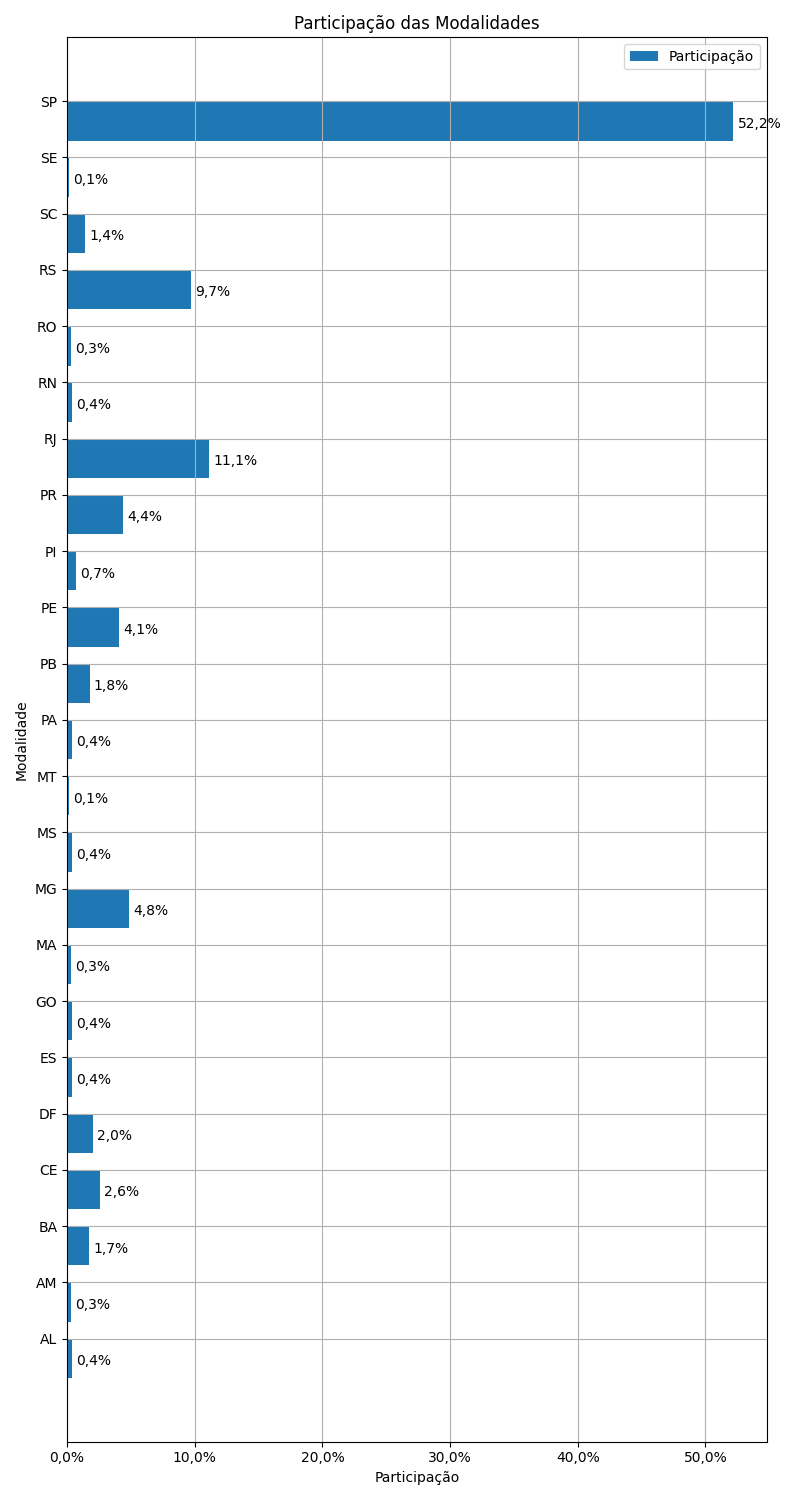 Participação das Modalidades
Participação
SP 52,2%
SE 0,1%
SC 1,4%
RS 9,7%
RO 0,3%
RN 0,4%
RJ 11,1%
PR 4,4%
PI 0,7%
PE 4,1%
PB 1,8%
PA 0,4%
MT 0,1%
MS 0,4%
MG 4,8%
MA 0,3%
GO 0,4%
ES 0,4%
DF 2,0%
CE 2,6%
BA 1,7%
AM 0,3%
AL 0,4%
Modalidade
0,0% 10,0% 20,0% 30,0% 40,0% 50,0%
Participação